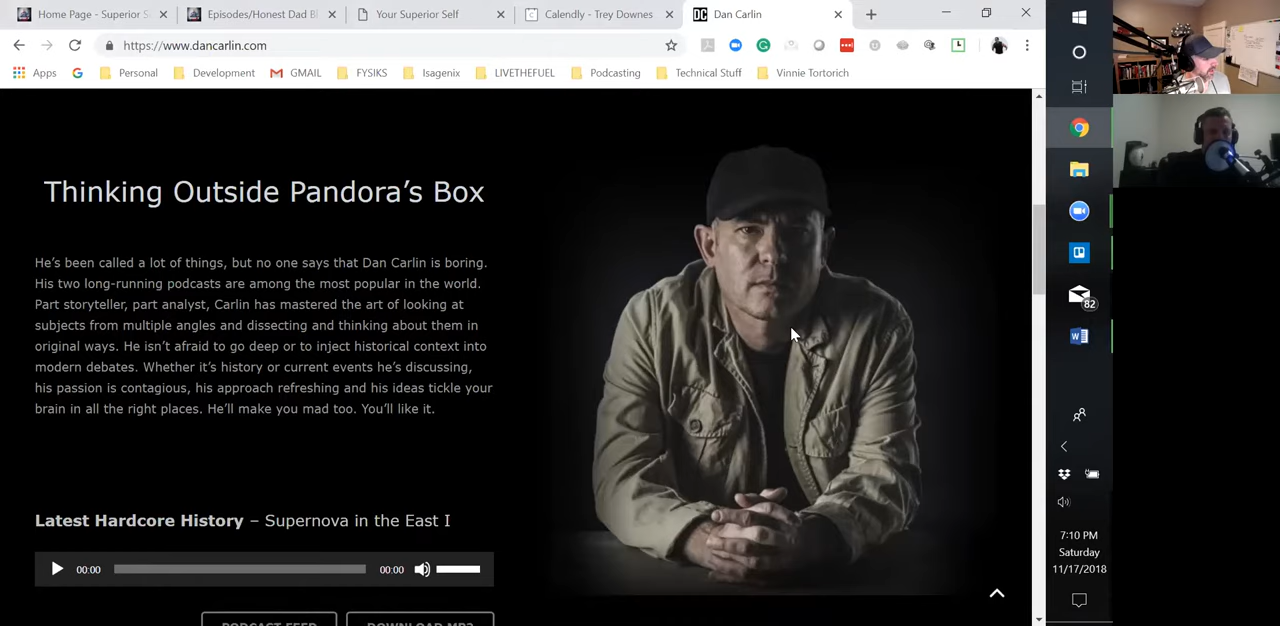 Home Page - Superior S
Episodes/Honest Dad Bl
Your Superior Self
Calendly - Trey Downes
DC Dan Carlin
https://www.dancarlin.com
Apps
Personal
Development
GMAIL
FYSIKS
Isagenix
LIVETHEFUEL
Podcasting
Technical Stuff
Vinnie Tortorich
Thinking Outside Pandora's Box
He's been called a lot of things, but no one says that Dan Carlin is boring.
His two long-running podcasts are among the most popular in the world.
Part storyteller, part analyst, Carlin has mastered the art of looking at
subjects from multiple angles and dissecting and thinking about them in
original ways. He isn't afraid to go deep or to inject historical context into
modern debates. Whether it's history or current events he's discussing,
his passion is contagious, his approach refreshing and his ideas tickle your
brain in all the right places. He'll make you mad too. You'll like it.
Latest Hardcore History – Supernova in the East I
00:00
00:00
PODCAST FEED
DOWNLOAD MP3
82
7:10 PM
Saturday
11/17/2018